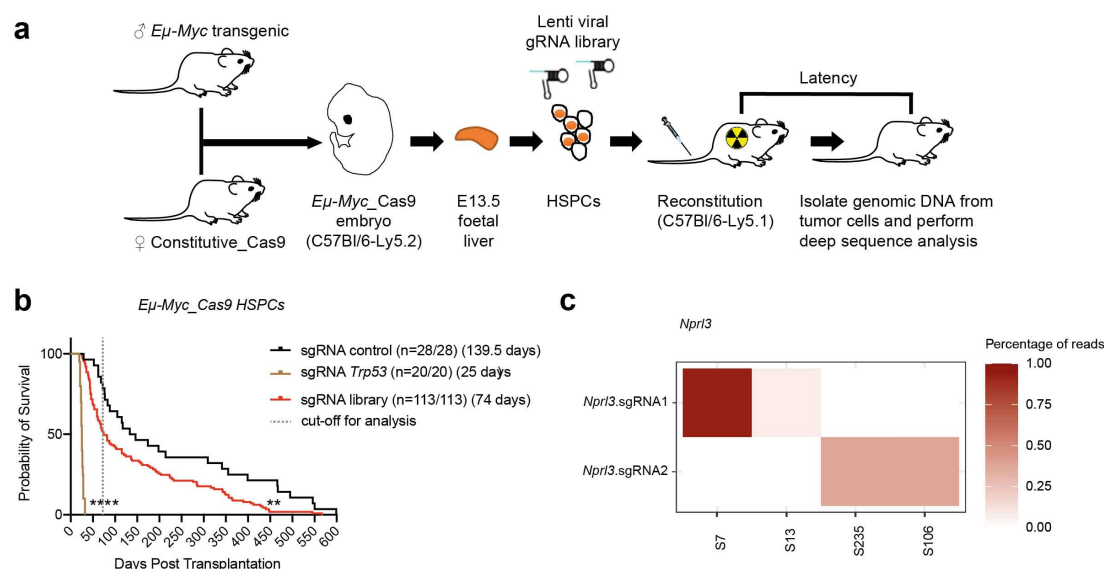 a
♂ Eμ-Myc transgenic
♀ Constitutive_Cas9
Eμ-Myc_Cas9
embryo
(C57Bl/6-Ly5.2)
E13.5
foetal
liver
Lenti viral
gRNA library
HSPCs
Reconstitution
(C57Bl/6-Ly5.1)
Latency
Isolate genomic DNA from
tumor cells and perform
deep sequence analysis
b
Eμ-Myc_Cas9 HSPCs
Probability of Survival
100
50
0
0
50
100
150
200
250
300
350
400
450
500
550
600
Days Post Transplantation
****
**
sgRNA control (n=28/28) (139.5 days)
sgRNA Trp53 (n=20/20) (25 days)
sgRNA library (n=113/113) (74 days)
cut-off for analysis
c
Nprl3
Nprl3.sgRNA1
Nprl3.sgRNA2
S7
S13
S235
S106
Percentage of reads
1.00
0.75
0.50
0.25
0.00